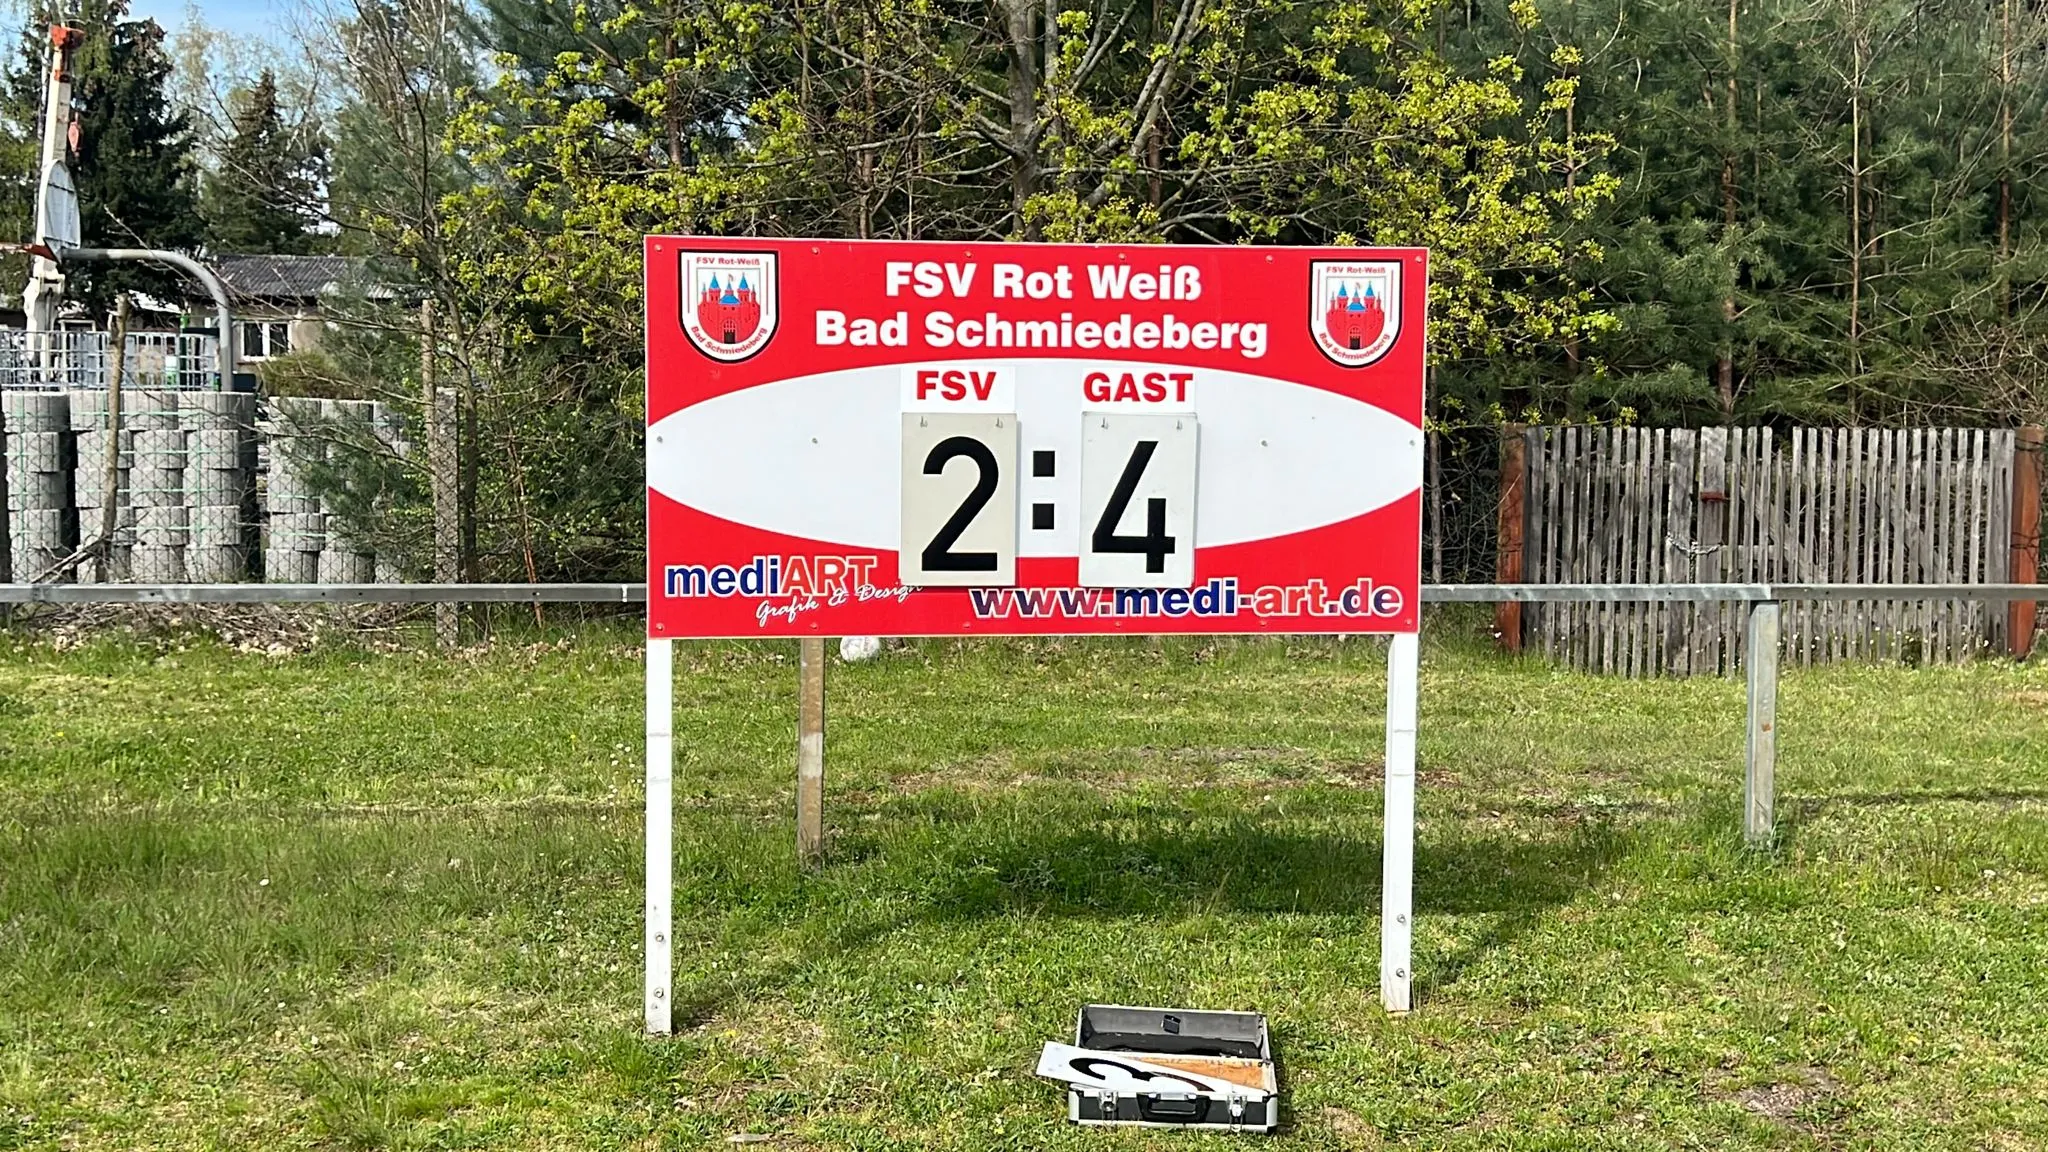 FSV Rot Weiß
Bad Schmiedeberg
FSV Rot-Weiß
Bad Schmiedeberg
FSV Rot-Weiß
Bad Schmiedeberg
FSV GAST
2 : 4
mediART
Grafik & Design
www.medi-art.de
3